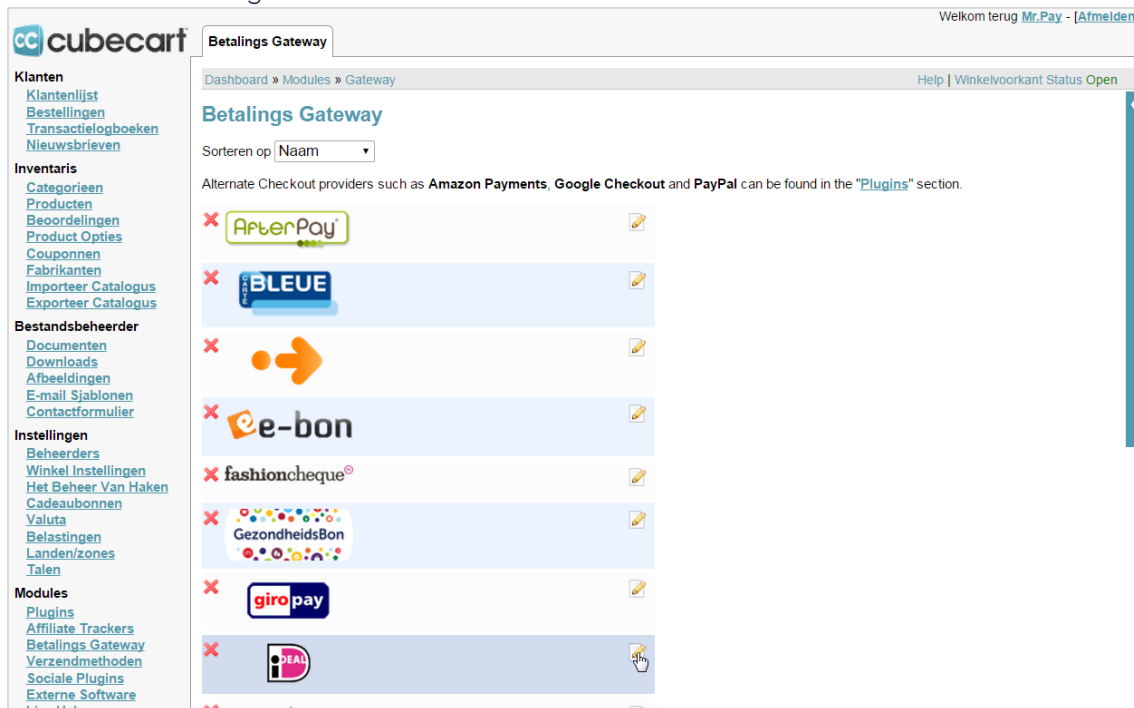 Welkom terug Mr.Pay - [Afmelden
cc cubecart
Betalings Gateway
Klanten
Klantenlijst
Bestellingen
Transactielogboeken
Nieuwsbrieven
Inventaris
Categorieen
Producten
Beoordelingen
Product Opties
Couponnen
Fabrikanten
Importeer Catalogus
Exporteer Catalogus
Bestandsbeheerder
Documenten
Downloads
Afbeeldingen
E-mail Sjablonen
Contactformulier
Instellingen
Beheerders
Winkel Instellingen
Het Beheer Van Haken
Cadeaubonnen
Valuta
Belastingen
Landen/zones
Talen
Modules
Plugins
Affiliate Trackers
Betalings Gateway
Verzendmethoden
Sociale Plugins
Externe Software
Dashboard » Modules » Gateway
Help | Winkelvoorkant Status Open
Betalings Gateway
Sorteren op Naam
Alternate Checkout providers such as Amazon Payments, Google Checkout and PayPal can be found in the "Plugins" section.
AfterPay
CARTE BLEUE
e-bon
fashioncheque
GezondheidsBon
giropay
iDEAL